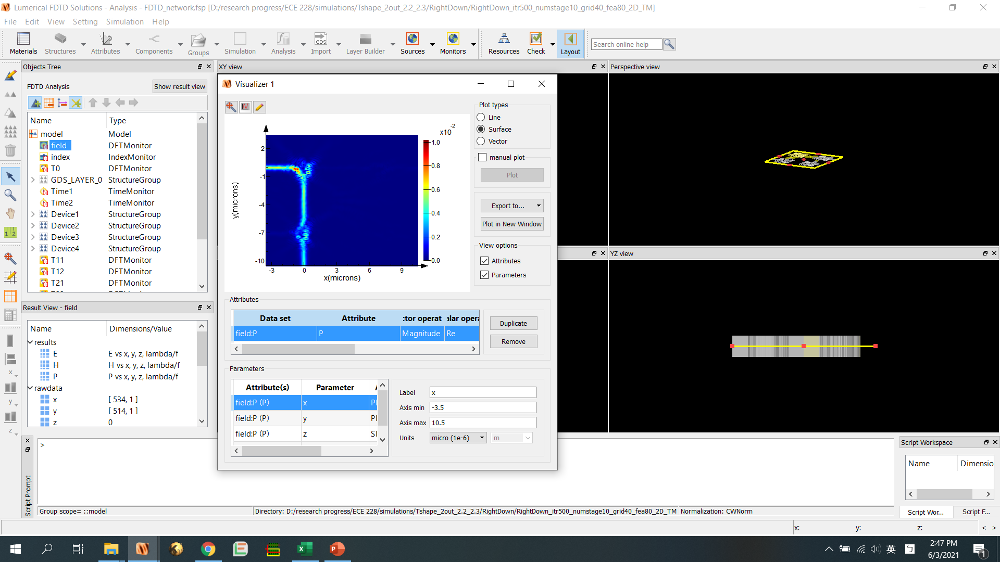 Lumerical FDTD Solutions - Analysis - FDTD_network.fsp [D:/research progress/ECE 228/simulations/Tshape_2out_2.2_2.3/RightDown/RightDown_itr500_numstage10_grid40_fea80_2D_TM]
File Edit View Setting Simulation Help
Materials Structures Attributes Components Groups Simulation Analysis Import Layer Builder Sources Monitors Resources Check Layout
GDS
Search online help
Objects Tree
FDTD Analysis
Show result view
Name Type
model Model
field DFTMonitor
index IndexMonitor
T0 DFTMonitor
GDS_LAYER_0 StructureGroup
Time1 TimeMonitor
Time2 TimeMonitor
Device1 StructureGroup
Device2 StructureGroup
Device3 StructureGroup
Device4 StructureGroup
T11 DFTMonitor
T12 DFTMonitor
T21 DFTMonitor
Result View - field
Name Dimensions/Value
results
E E vs x, y, z, lambda/f
H H vs x, y, z, lambda/f
P P vs x, y, z, lambda/f
rawdata
x [ 534, 1 ]
y [ 514, 1 ]
z 0
x
y
z
XY view
Perspective view
YZ view
Visualizer 1
x10-2
2
-1
-4
-7
-10
y(microns)
-3 0 3 6 9
x(microns)
1.0
0.8
0.6
0.4
0.2
0.0
Plot types
Line
Surface
Vector
manual plot
Plot
Export to...
Plot in New Window
View options
Attributes
Parameters
Attributes
Data set Attribute :tor operati alar opera
field:P P Magnitude Re
Duplicate
Remove
Parameters
Attribute(s) Parameter
field:P (P) x Pl
field:P (P) y Pl
field:P (P) z Sl
Label x
Axis min -3.5
Axis max 10.5
Units micro (1e-6) m
Script Prompt
>
Group scope= ::model
Directory: D:/research progress/ECE 228/simulations/Tshape_2out_2.2_2.3/RightDown/RightDown_itr500_numstage10_grid40_fea80_2D_TM
Normalization: CWNorm
Script Workspace
Name Dimensio
Script Wor... Script F...
x: y: z:
英
2:47 PM
6/3/2021
1